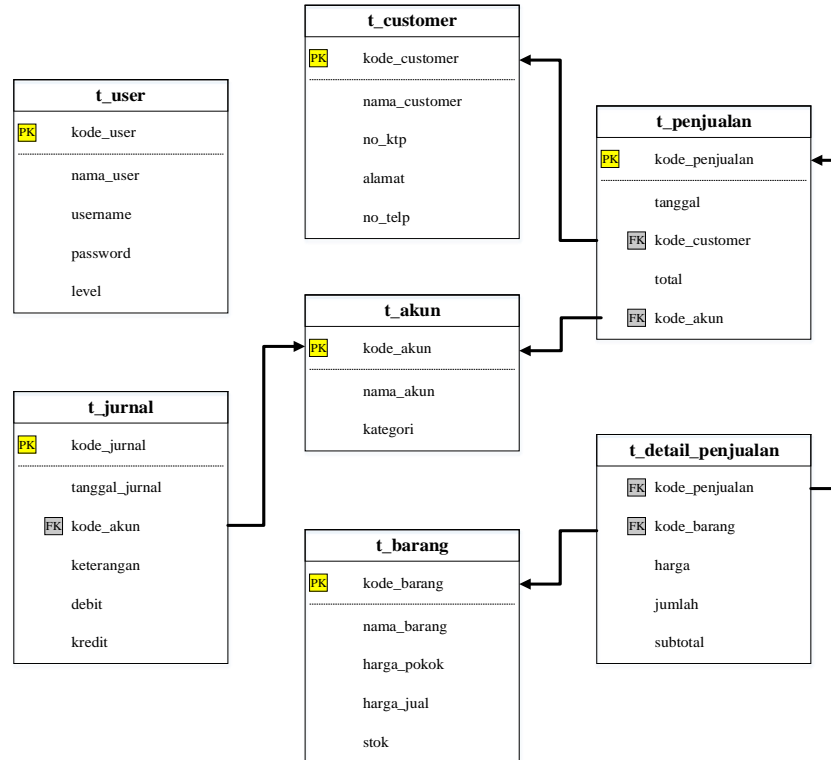 t_customer
PK kode_customer
nama_customer
no_ktp
alamat
no_telp
t_user
PK kode_user
nama_user
username
password
level
t_penjualan
PK kode_penjualan
tanggal
FK kode_customer
total
FK kode_akun
t_akun
PK kode_akun
nama_akun
kategori
t_jurnal
PK kode_jurnal
tanggal_jurnal
FK kode_akun
keterangan
debit
kredit
t_detail_penjualan
FK kode_penjualan
FK kode_barang
harga
jumlah
subtotal
t_barang
PK kode_barang
nama_barang
harga_pokok
harga_jual
stok